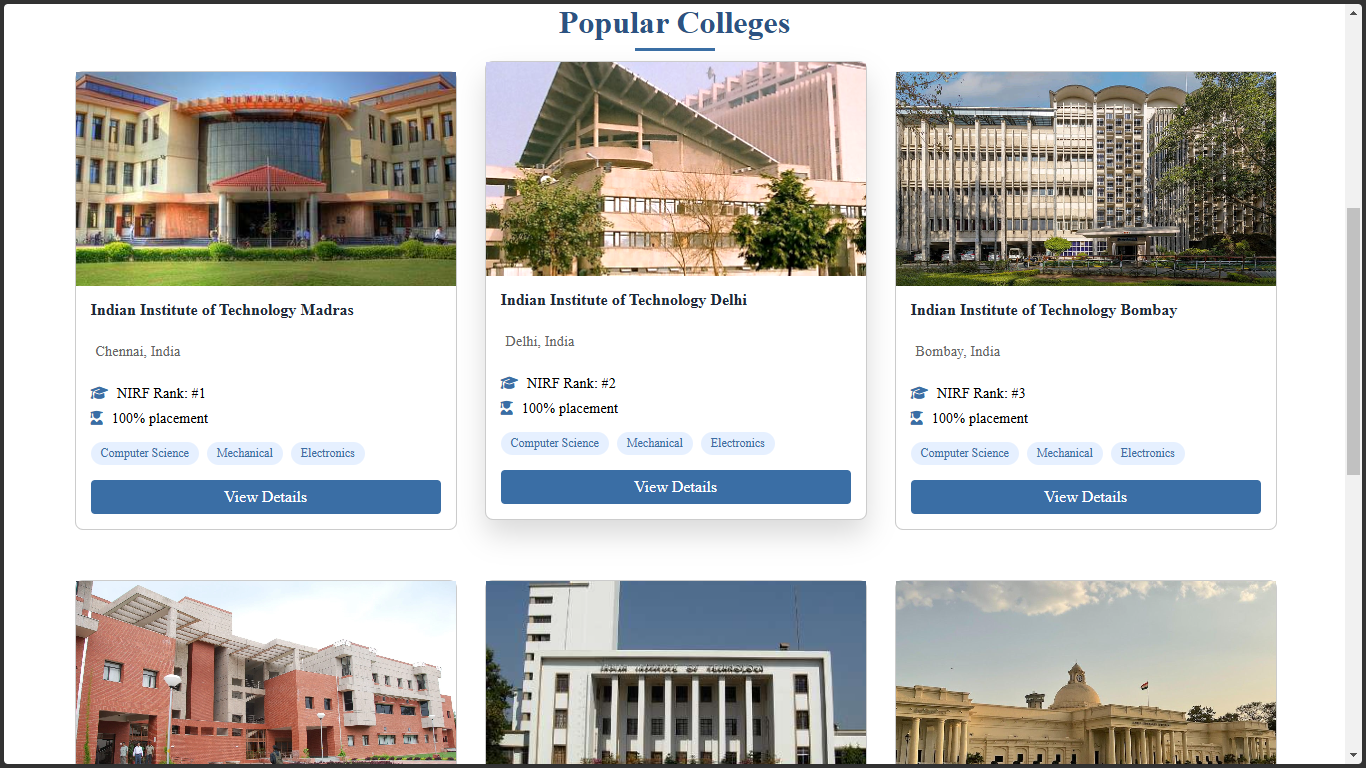 Popular Colleges
HIMALAYA
HIMALAYA
Indian Institute of Technology Madras
Chennai, India
NIRF Rank: #1
100% placement
Computer Science
Mechanical
Electronics
View Details
Indian Institute of Technology Delhi
Delhi, India
NIRF Rank: #2
100% placement
Computer Science
Mechanical
Electronics
View Details
Indian Institute of Technology Bombay
Bombay, India
NIRF Rank: #3
100% placement
Computer Science
Mechanical
Electronics
View Details
INDIAN INSTITUTE OF TECHNOLOGY